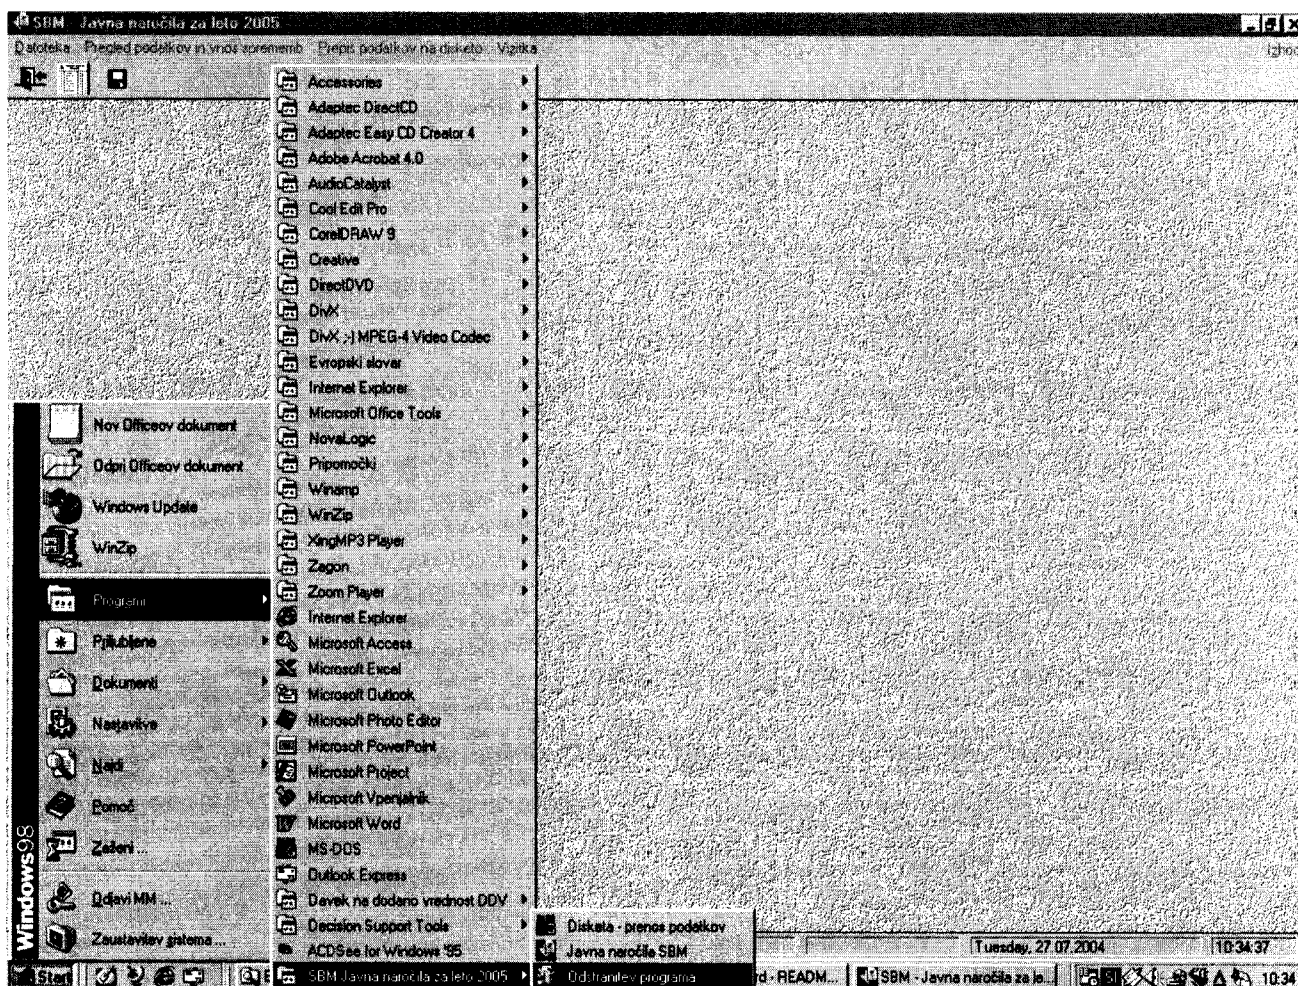 SBM - Javna naročila za leto 2005
Datoteka Pregled podatkov in vnos sprememb Prepis podatkov na disketo Vizitka Izhod
Accessories
Adaptec DirectCD
Adaptec Easy CD Creator 4
Adobe Acrobat 4.0
AudioCatalyst
Cool Edit Pro
CorelDRAW 9
Creative
DirectDVD
DivX
DivX ;-) MPEG-4 Video Codec
Evropski slovar
Internet Explorer
Microsoft Office Tools
NovaLogic
Pripomočki
Winamp
WinZip
XingMP3 Player
Zagon
Zoom Player
Internet Explorer
Microsoft Access
Microsoft Excel
Microsoft Outlook
Microsoft Photo Editor
Microsoft PowerPoint
Microsoft Project
Microsoft Vpenjalnik
Microsoft Word
MS-DOS
Outlook Express
Davek na dodano vrednost DDV
Decision Support Tools
ACDSee for Windows '95
SBM Javna naročila za leto 2005
Nov Officeov dokument
Odpri Officeov dokument
Windows Update
WinZip
Programi
Priljubljene
Dokumenti
Nastavitve
Najdi
Pomoč
Zaženi ...
Odjavi MM ...
Zaustavitev sistema ...
Windows98
Disketa - prenos podatkov
Javna naročila SBM
Odstranitev programa
Tuesday, 27.07.2004 10:34:37
Start E rd - READM... SBM - Javna naročila za le... 10:34